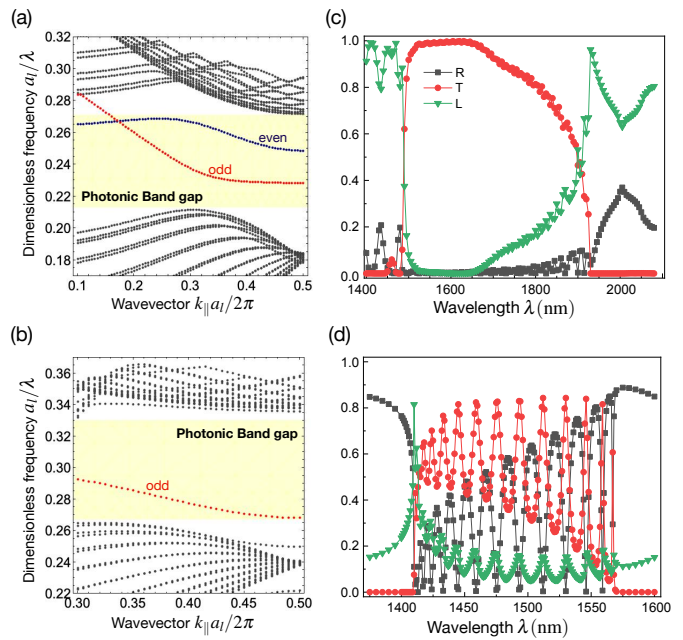 (a)
0.32
0.30
0.28
0.26
0.24
0.22
0.20
0.18
Dimensionless frequency a_l/λ
even
odd
Photonic Band gap
0.1 0.2 0.3 0.4 0.5
Wavevector k_∥a_l/2π
(c)
1.0
0.8
0.6
0.4
0.2
0.0
R
T
L
1400 1600 1800 2000
Wavelength λ(nm)
(b)
0.36
0.34
0.32
0.30
0.28
0.26
0.24
0.22
Dimensionless frequency a_l/λ
Photonic Band gap
odd
0.30 0.35 0.40 0.45 0.50
Wavevector k_∥a_l/2π
(d)
1.0
0.8
0.6
0.4
0.2
0.0
1400 1450 1500 1550 1600
Wavelength λ(nm)